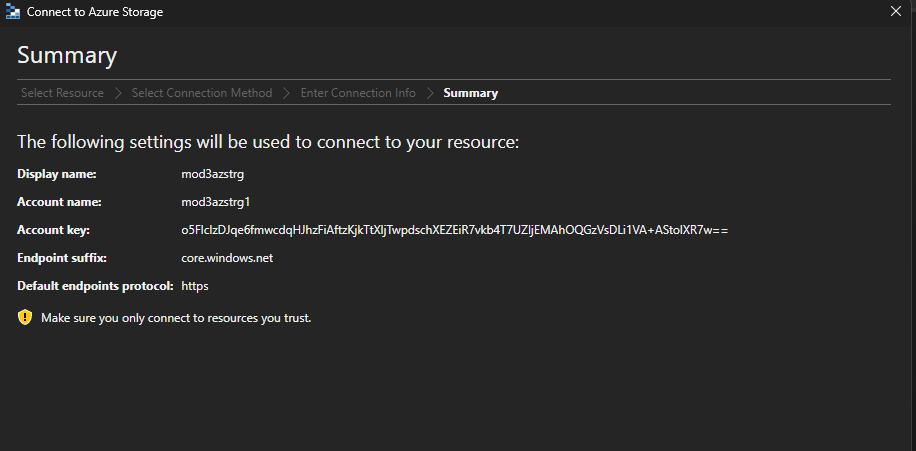 Connect to Azure Storage
Summary
Select Resource > Select Connection Method > Enter Connection Info > Summary
The following settings will be used to connect to your resource:
Display name: mod3azstrg
Account name: mod3azstrg1
Account key:
Endpoint suffix: core.windows.net
Default endpoints protocol: https
Make sure you only connect to resources you trust.